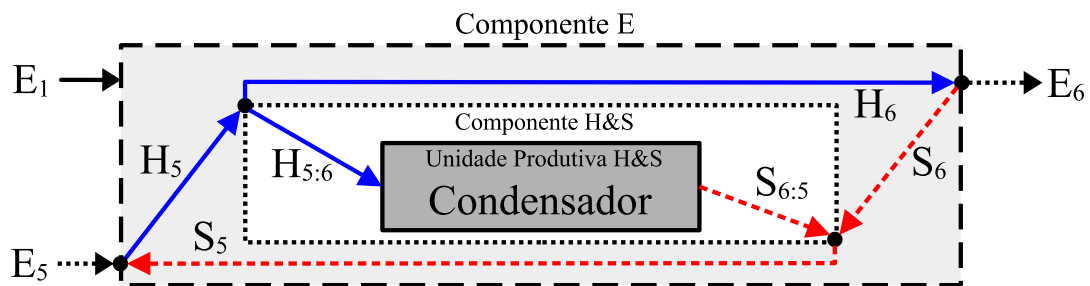 Componente E
E₁
E₆
H₆
Componente H&S
H₅
H₅:₆
Unidade Produtiva H&S
Condensador
S₆:₅
S₆
S₅
E₅